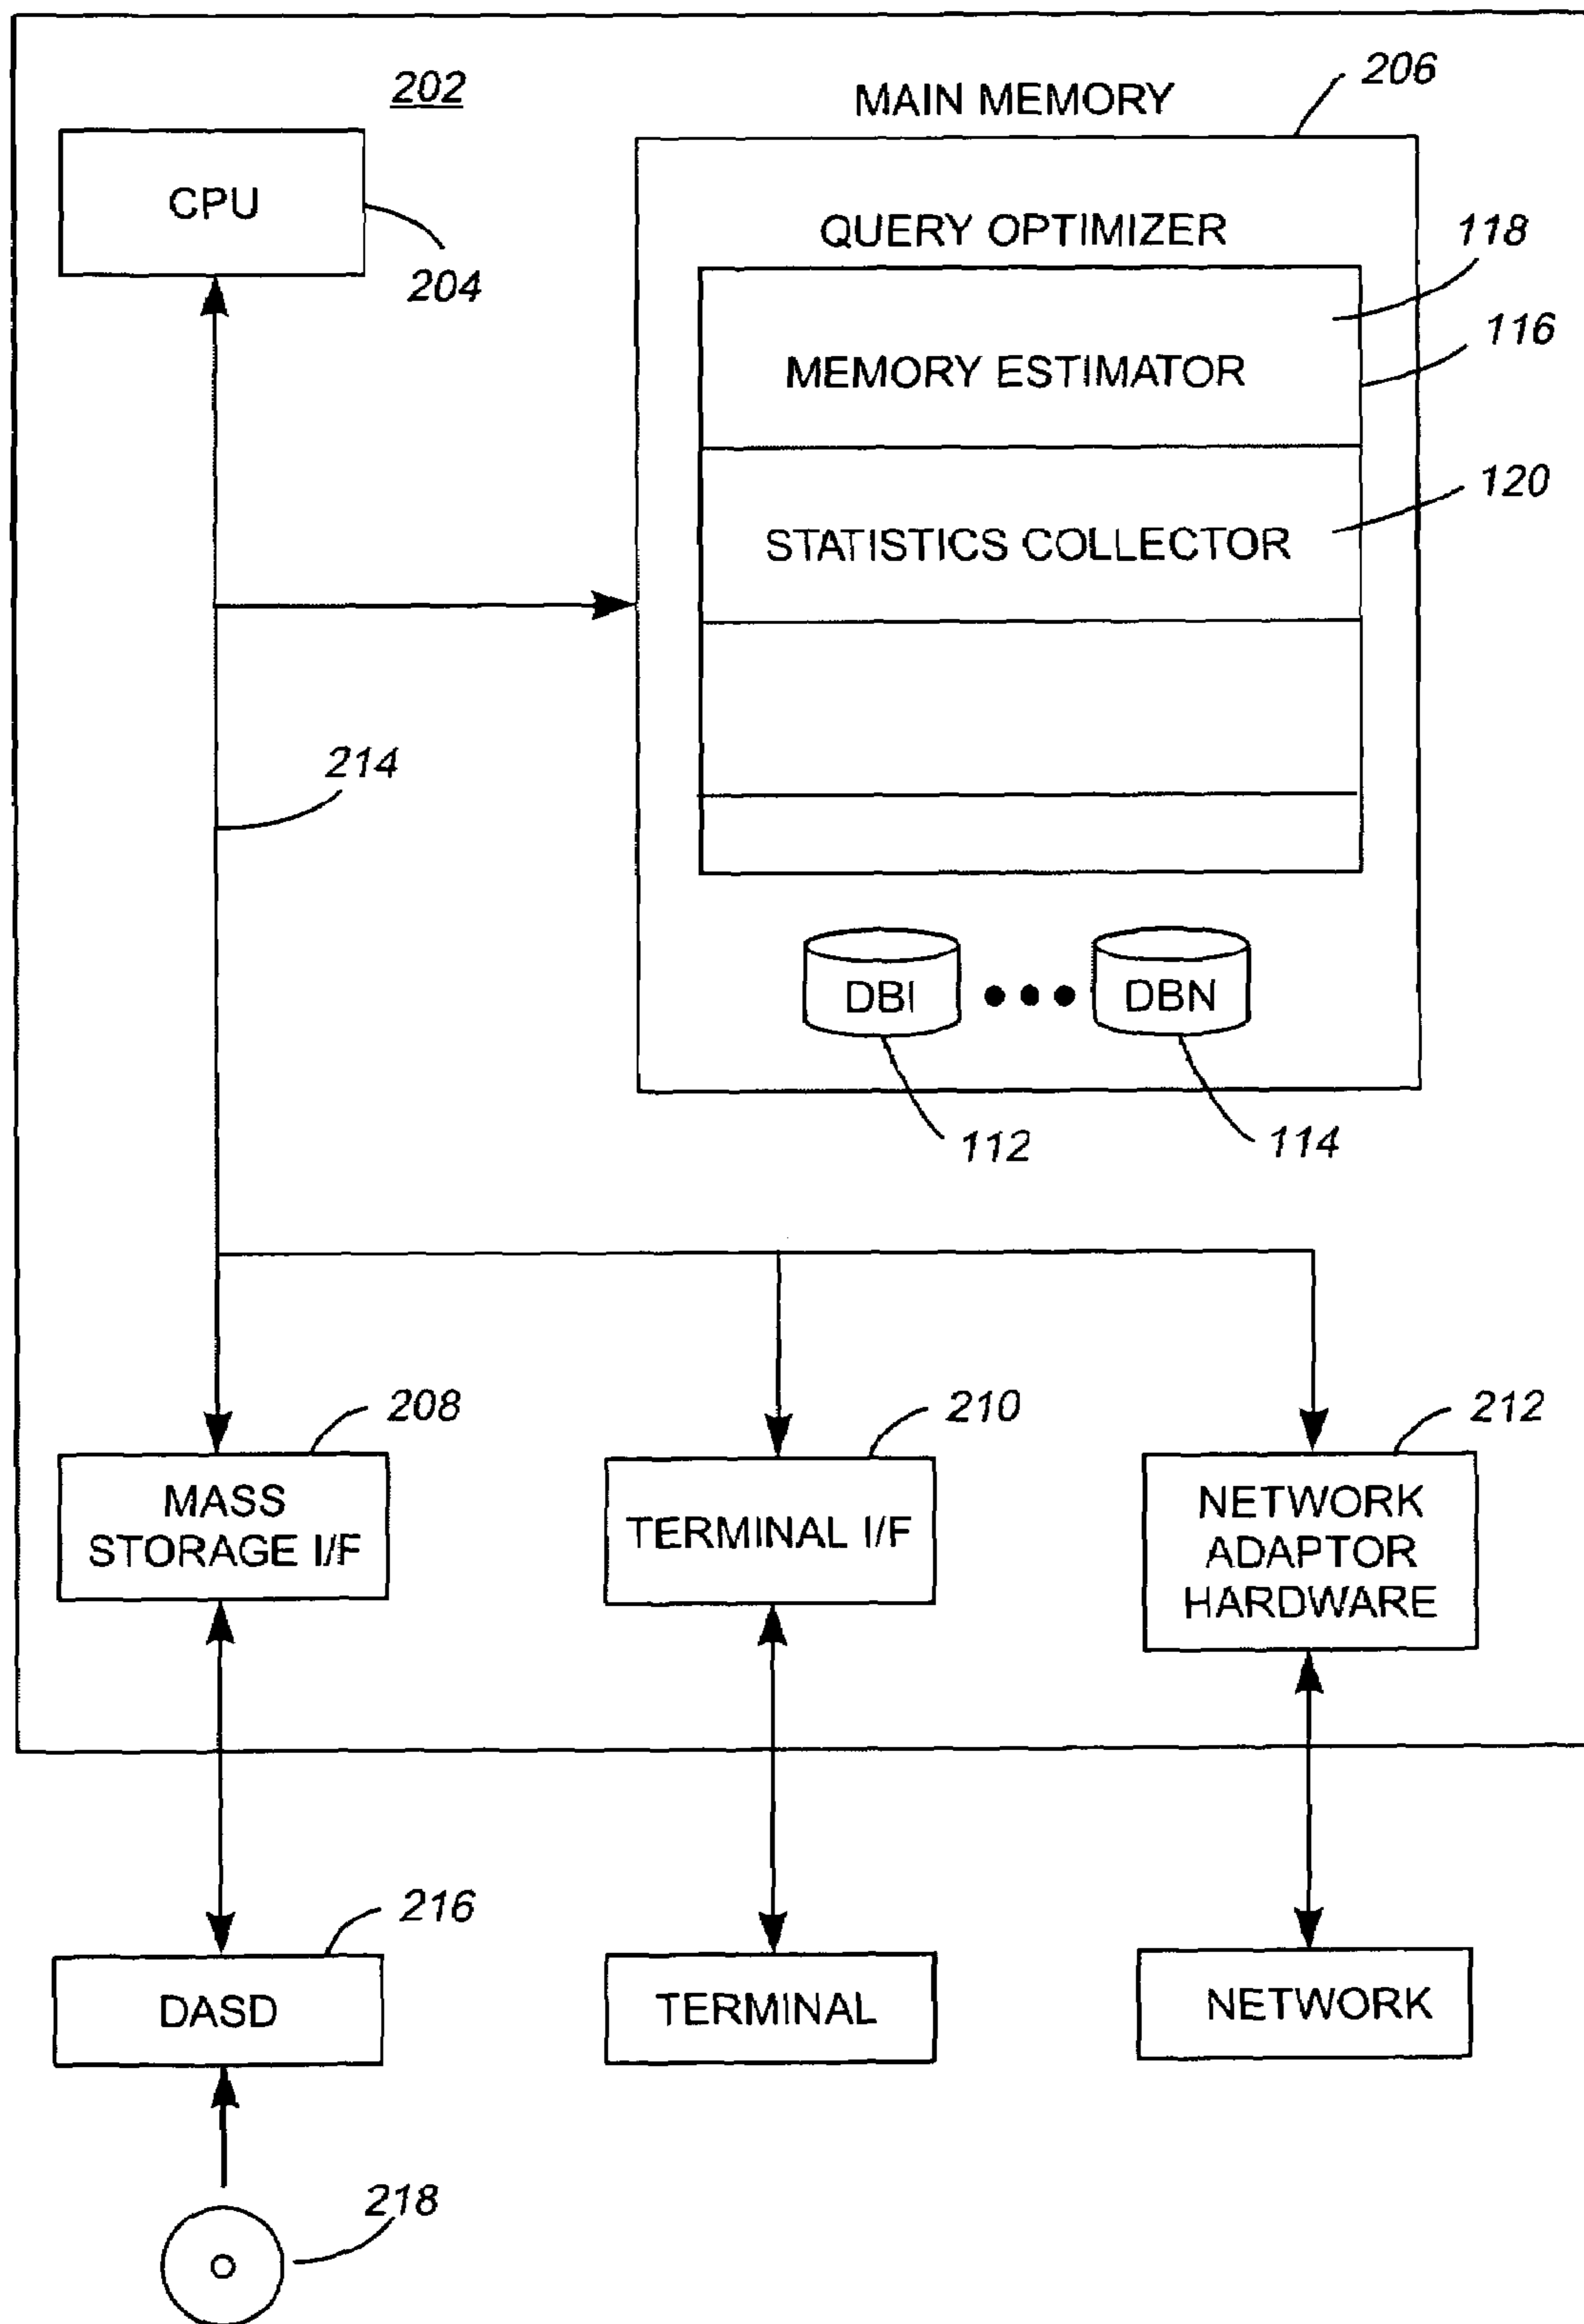 202
MAIN MEMORY
206
CPU
204
QUERY OPTIMIZER
118
MEMORY ESTIMATOR
116
STATISTICS COLLECTOR
120
214
DBI
DBN
112
114
208
210
212
MASS
STORAGE I/F
TERMINAL I/F
NETWORK
ADAPTOR
HARDWARE
216
DASD
TERMINAL
NETWORK
218